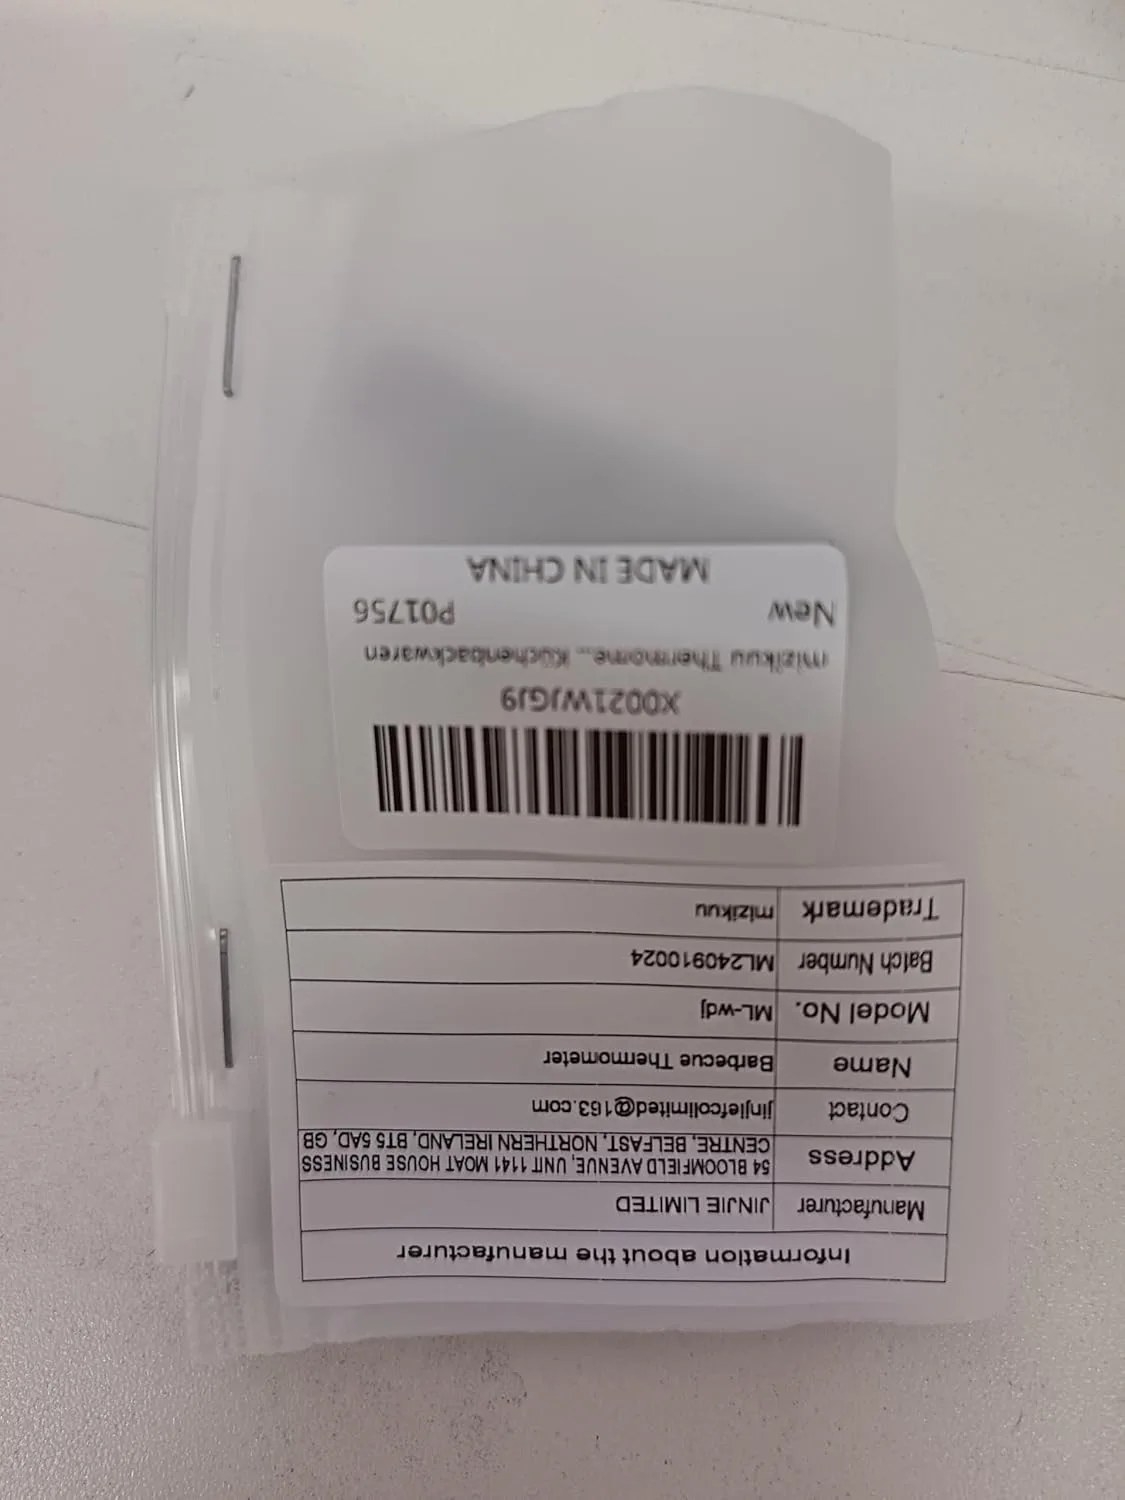 Information about the manufacturer
Manufacturer JINJIE LIMITED
Address 54 BLOOMFIELD AVENUE, UNIT 1141 MOAT HOUSE BUSINESS
CENTRE, BELFAST, NORTHERN IRELAND, BT5 5AD, GB
Contact jinjiefcolimited@163.com
Name Barbecue Thermometer
Model No. ML-wdj
Batch Number ML240910024
Trademark mizikuu
X0021WJGJ9
mizikuu Thermome... Küchenbackwaren
New P01756
MADE IN CHINA